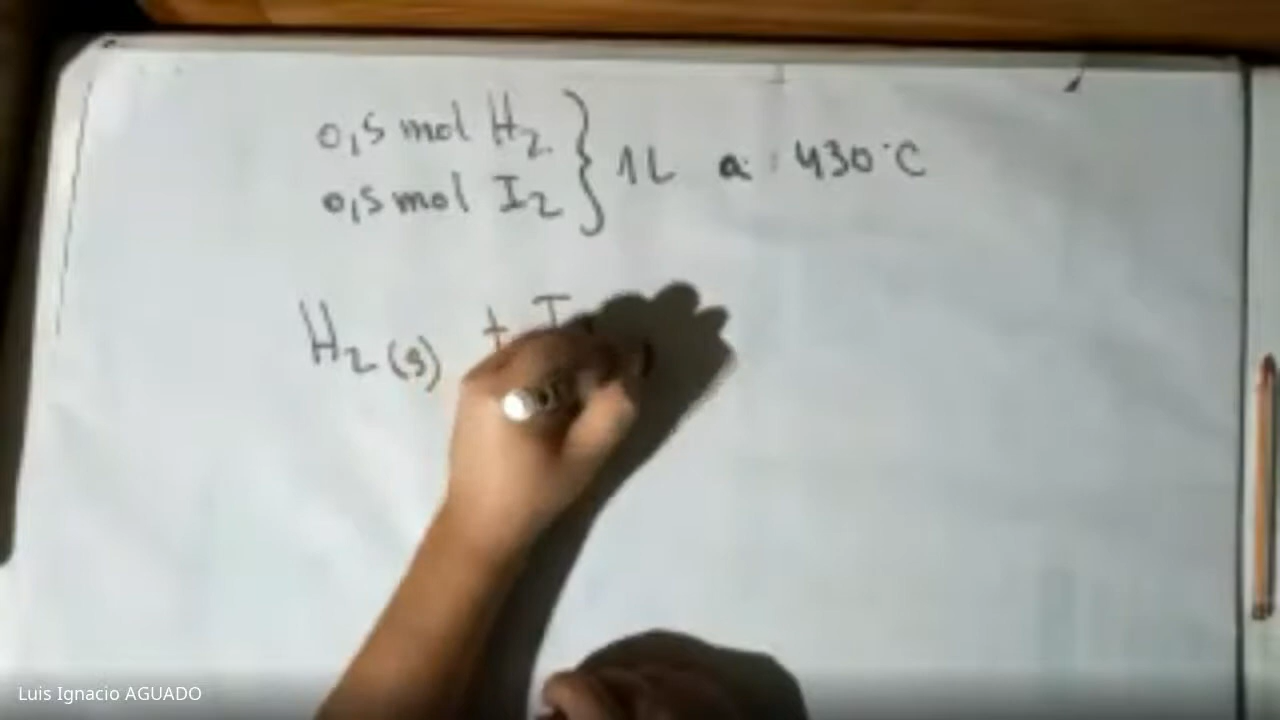 0,5 mol H2
0,5 mol I2 } 1L a: 430°C
H2(g) + I
Luis Ignacio AGUADO